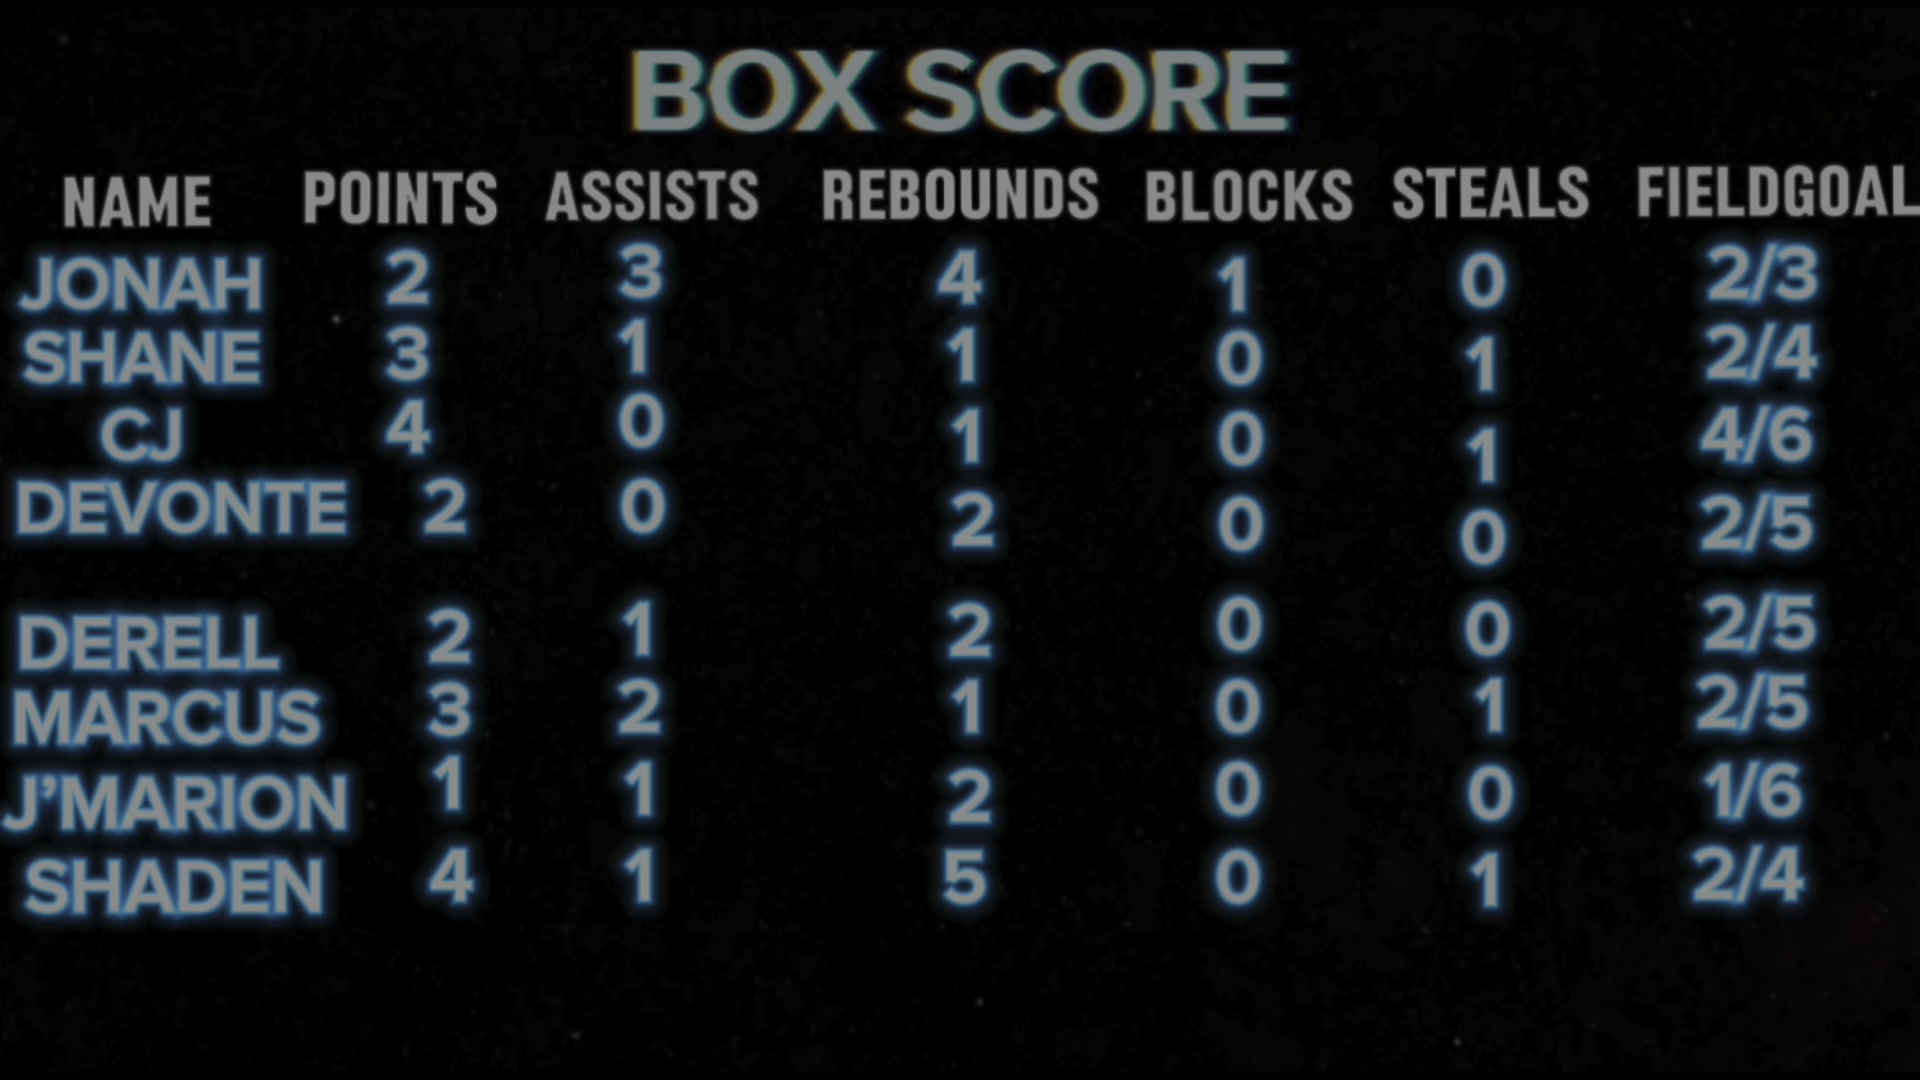 BOX SCORE
NAME POINTS ASSISTS REBOUNDS BLOCKS STEALS FIELDGOAL
JONAH 2 3 4 1 0 2/3
SHANE 3 1 1 0 1 2/4
CJ 4 0 1 0 1 4/6
DEVONTE 2 0 2 0 0 2/5
DERELL 2 1 2 0 0 2/5
MARCUS 3 2 1 0 1 2/5
J’MARION 1 1 2 0 0 1/6
SHADEN 4 1 5 0 1 2/4